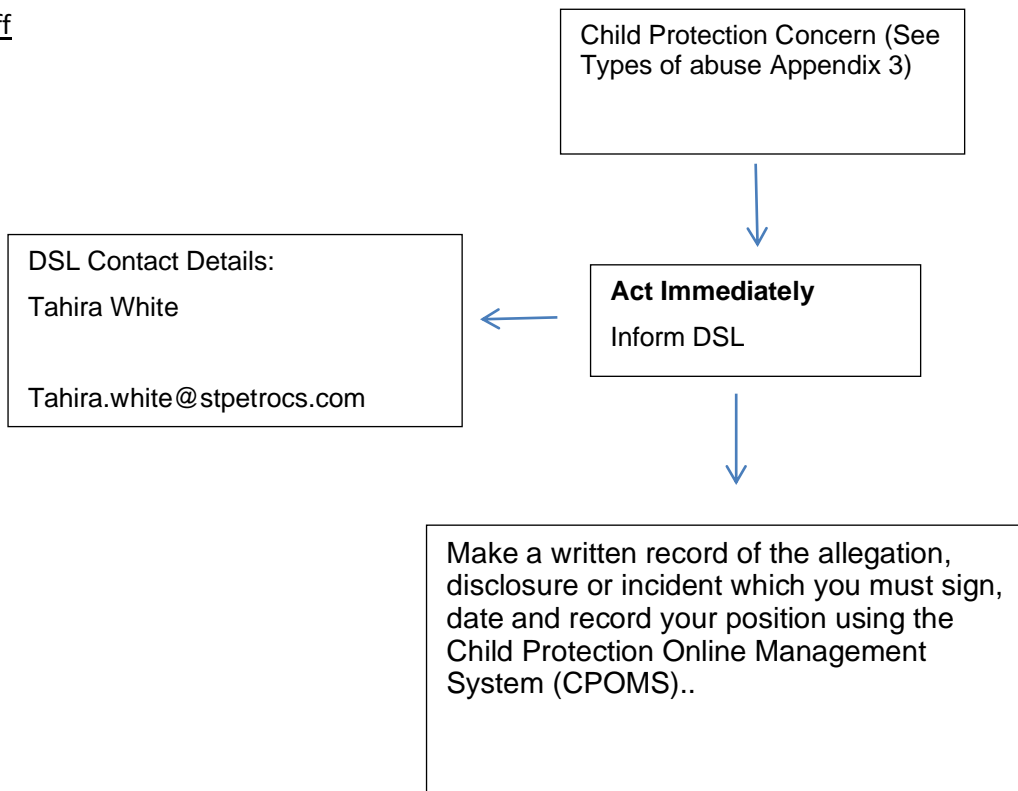 ff
Child Protection Concern (See
Types of abuse Appendix 3)
DSL Contact Details:
Tahira White
Tahira.white@stpetrocs.com
Act Immediately
Inform DSL
Make a written record of the allegation,
disclosure or incident which you must sign,
date and record your position using the
Child Protection Online Management
System (CPOMS)..